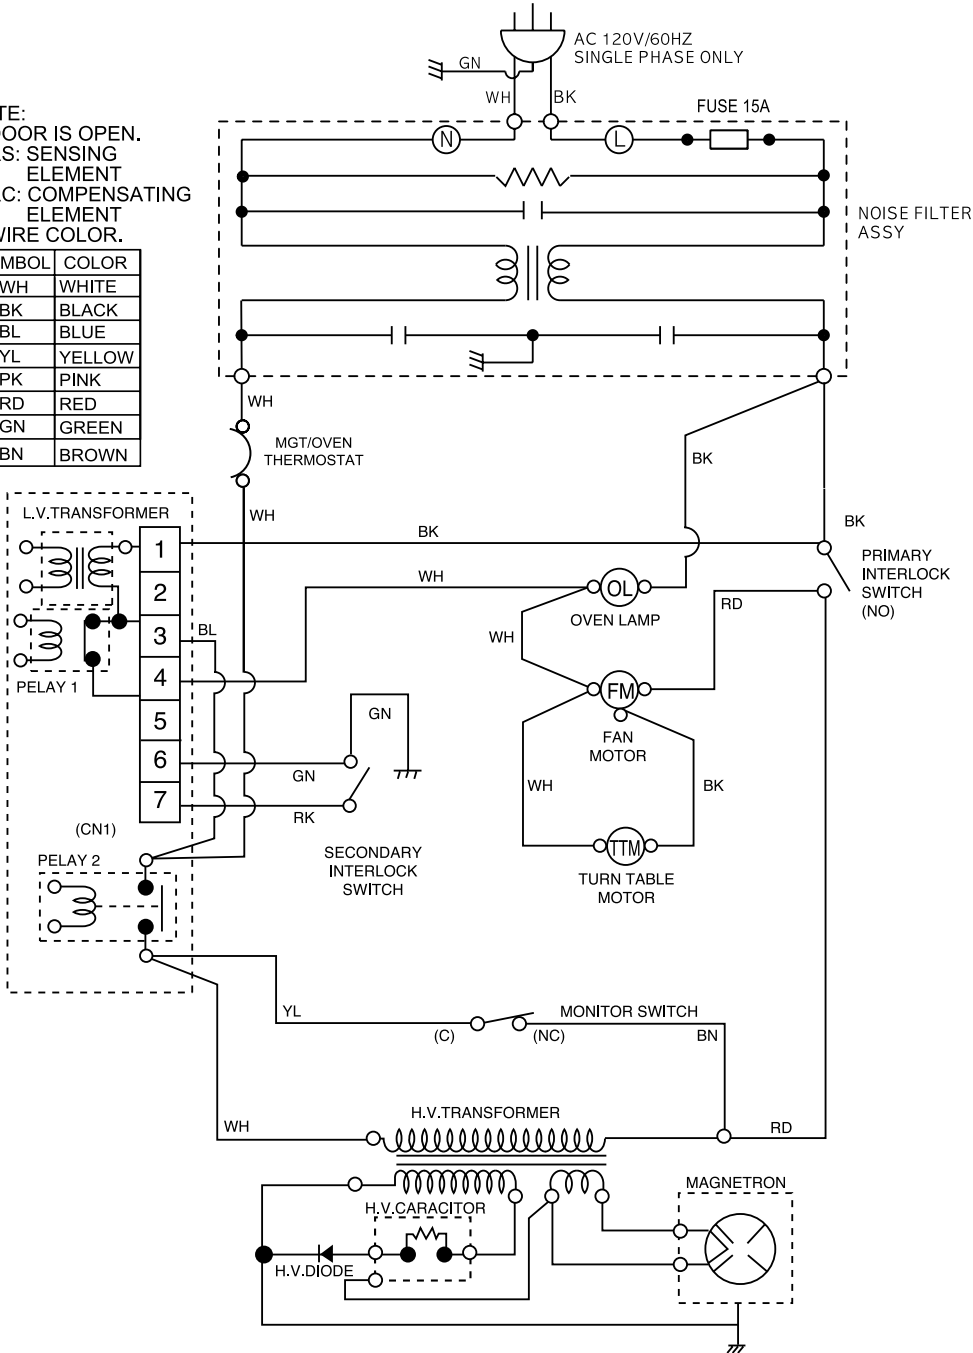 AC 120V/60HZ
SINGLE PHASE ONLY
GN
WH
BK
FUSE 15A
TE:
DOOR IS OPEN.
S: SENSING
ELEMENT
C: COMPENSATING
ELEMENT
WIRE COLOR.
MBOL COLOR
WH WHITE
BK BLACK
BL BLUE
YL YELLOW
PK PINK
RD RED
GN GREEN
BN BROWN
N
L
NOISE FILTER
ASSY
WH
MGT/OVEN
THERMOSTAT
WH
BK
BK
BK
PRIMARY
INTERLOCK
SWITCH
(NO)
L.V.TRANSFORMER
1
2
3
4
5
6
7
PELAY 1
BL
WH
OL
OVEN LAMP
RD
WH
FM
FAN
MOTOR
WH
BK
TTM
TURN TABLE
MOTOR
GN
GN
RK
SECONDARY
INTERLOCK
SWITCH
(CN1)
PELAY 2
YL
(C)
(NC)
MONITOR SWITCH
BN
WH
H.V.TRANSFORMER
RD
H.V.CARACITOR
H.V.DIODE
MAGNETRON